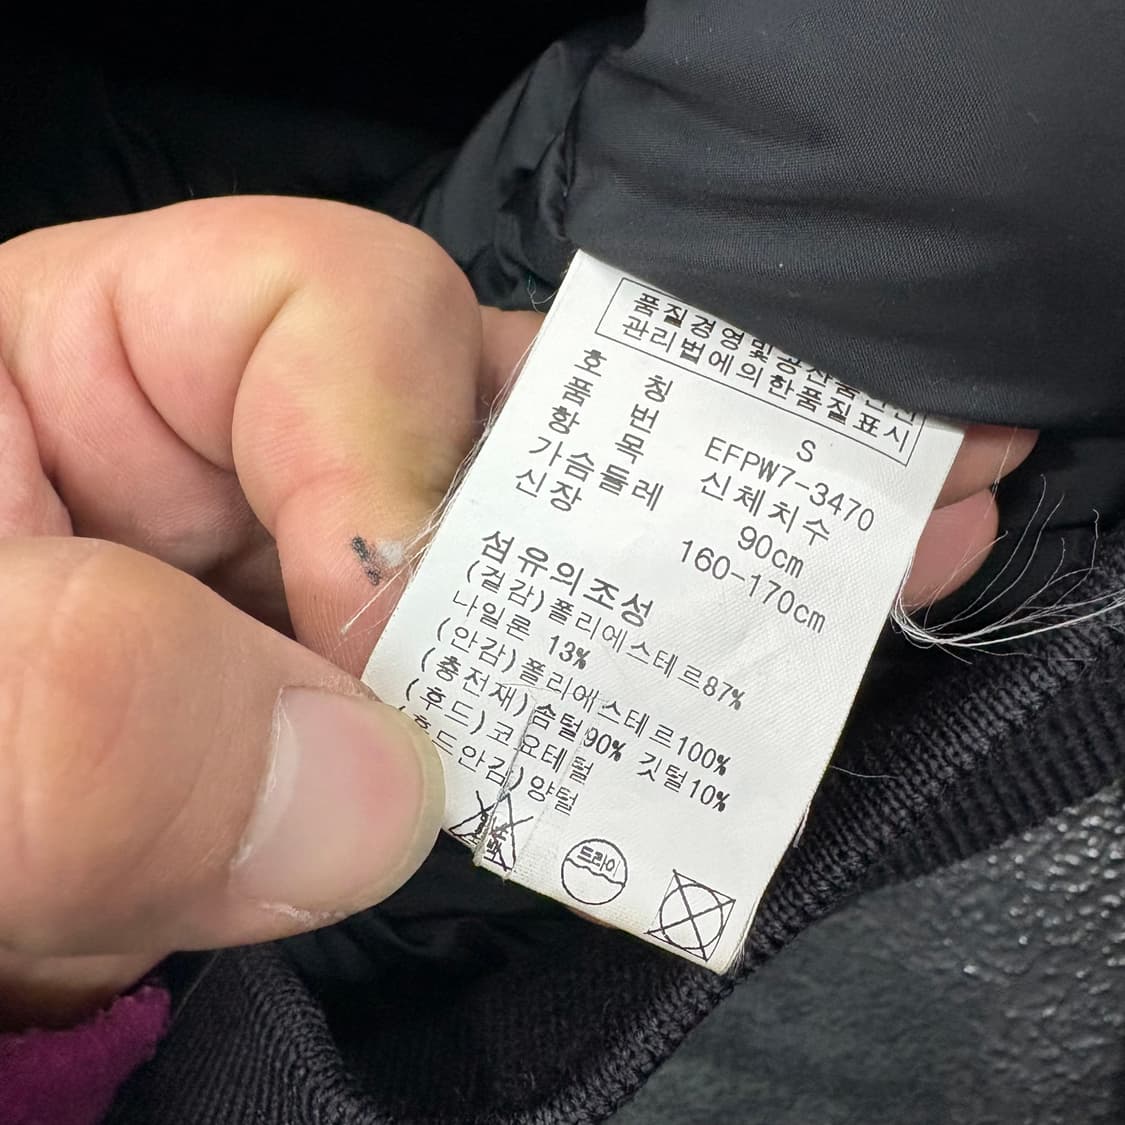 품질경영및공산품안전
관리법에의한품질표시
호 칭 S
품 번 EFPW7-3470
항 목 신체치수
가슴둘레 90cm
신장 160-170cm
섬유의조성
(겉감)폴리에스테르87%
나일론 13%
(안감)폴리에스테르100%
(충전재)솜털90% 깃털10%
(후드)코요테털
(후드안감)양털
드라이